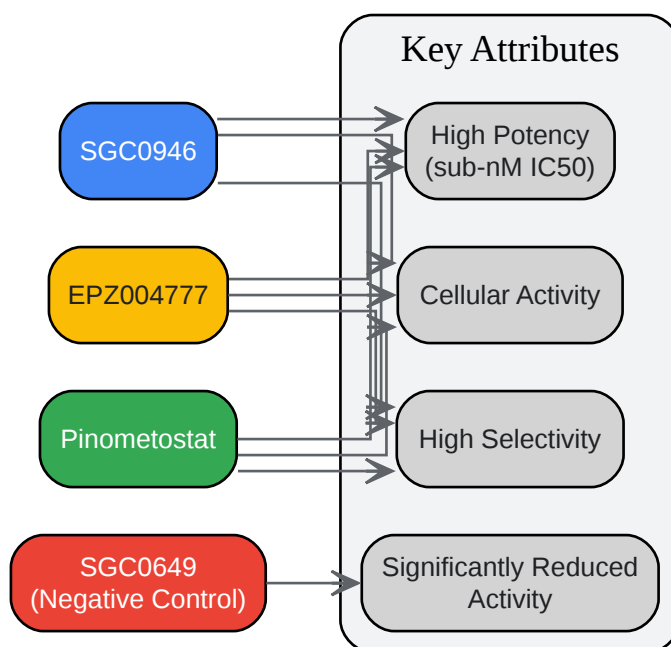 Key Attributes
SGC0946
High Potency
(sub-nM IC50)
EPZ004777
Cellular Activity
Pinometostat
High Selectivity
SGC0649
(Negative Control)
Significantly Reduced
Activity